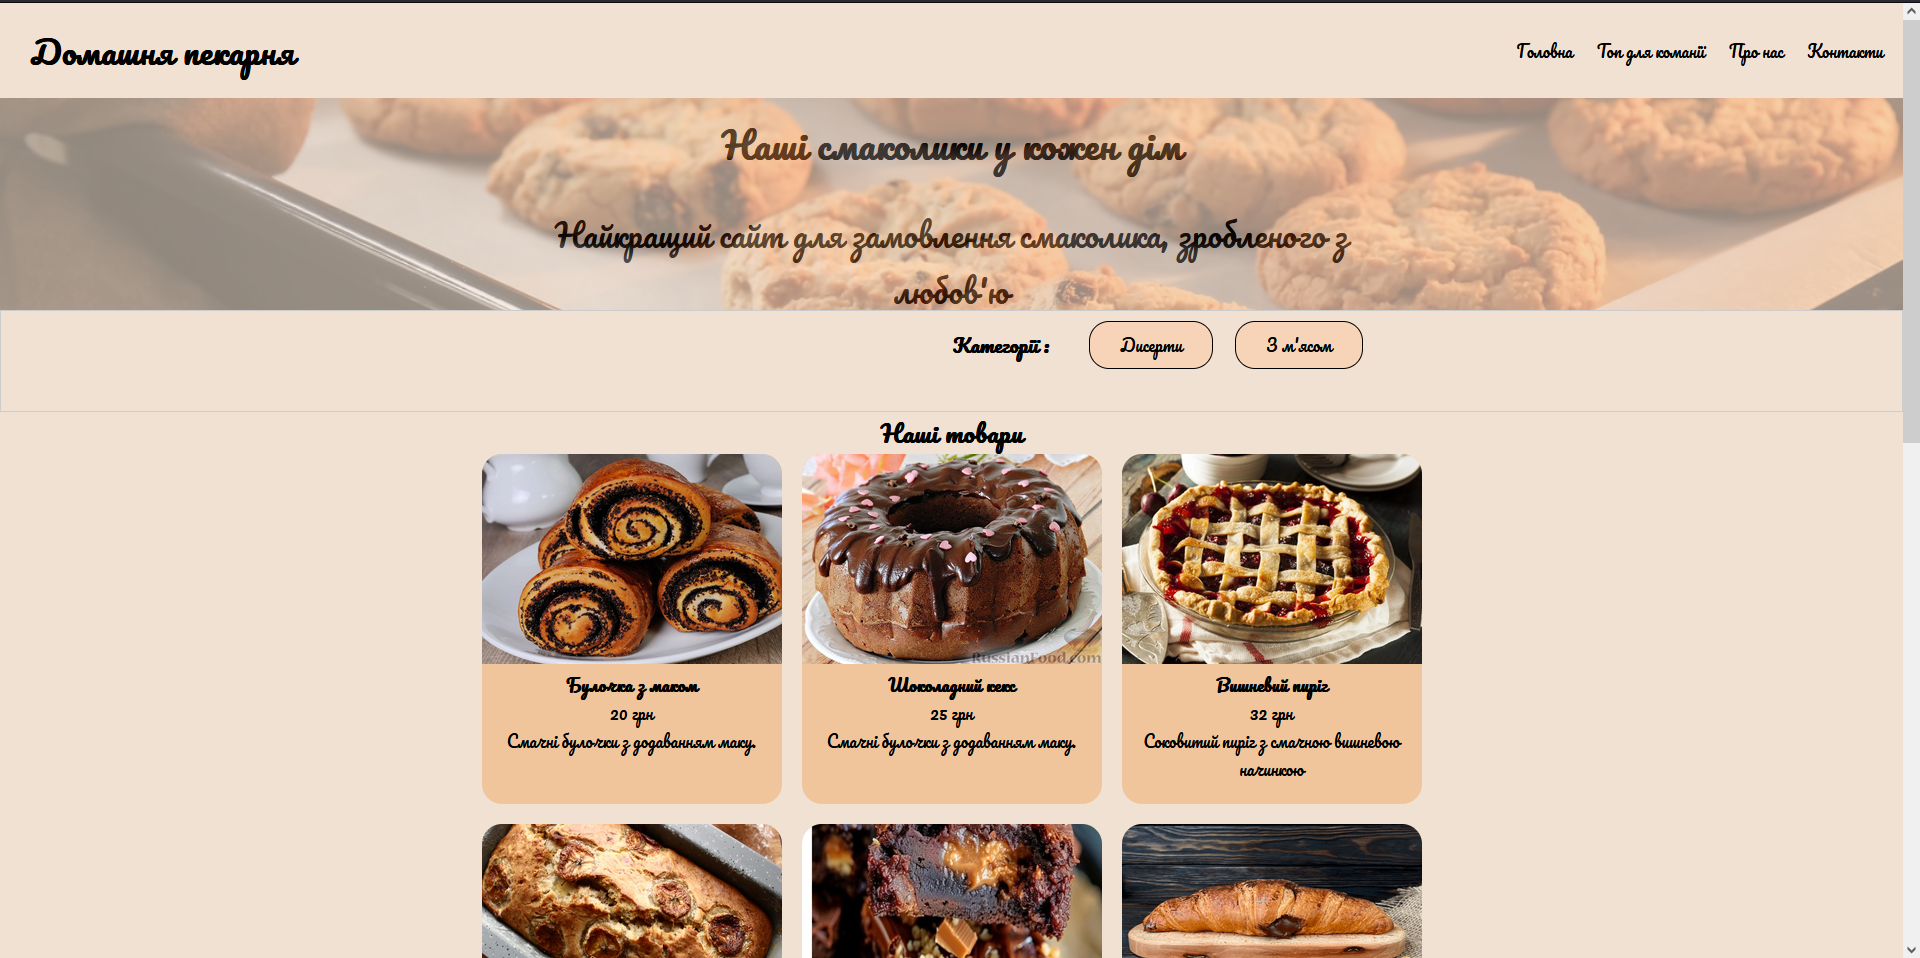 Домашня пекарня
Головна Топ для команії Про нас Контакти
Наші смаколики у кожен дім
Найкращий сайт для замовлення смаколика, зробленого з
любов'ю
Категорії : Дисерти З м'ясом
Наші товари
RussianFood.com
Булочка з маком
20 грн
Смачні булочки з додаванням маку.
Шоколадний кекс
25 грн
Смачні булочки з додаванням маку.
Вишневий пиріг
32 грн
Соковитий пиріг з смачною вишневою
начинкою